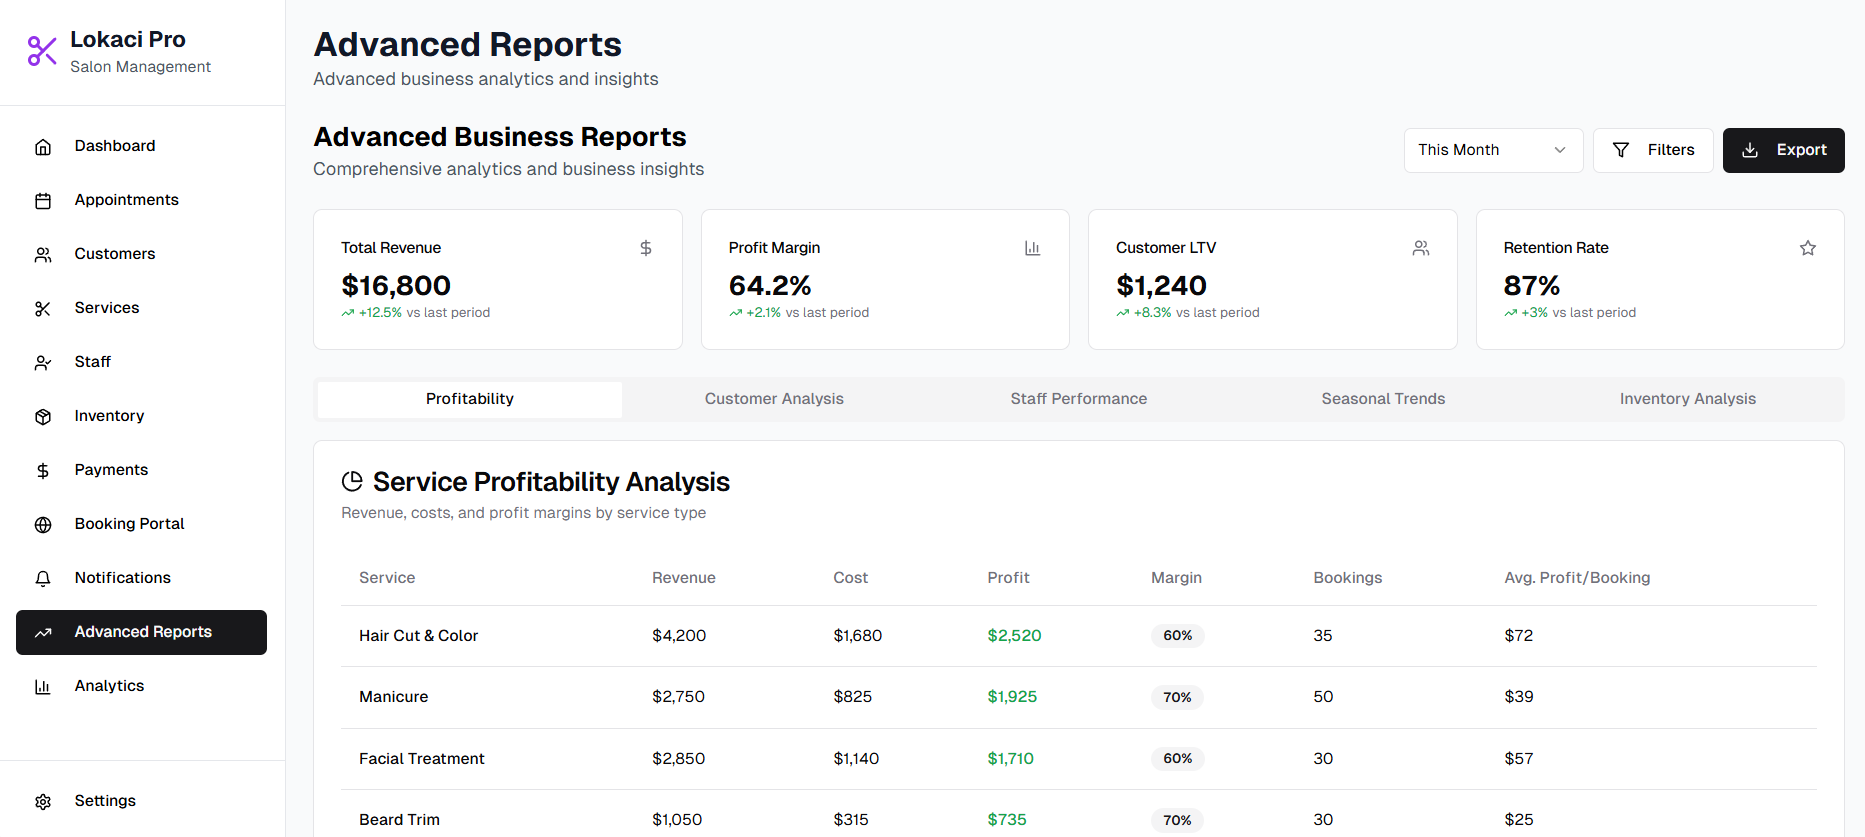 Lokaci Pro
Salon Management
Dashboard
Appointments
Customers
Services
Staff
Inventory
Payments
Booking Portal
Notifications
Advanced Reports
Analytics
Settings
Advanced Reports
Advanced business analytics and insights
Advanced Business Reports
Comprehensive analytics and business insights
This Month
Filters
Export
Total Revenue
$16,800
+12.5% vs last period
Profit Margin
64.2%
+2.1% vs last period
Customer LTV
$1,240
+8.3% vs last period
Retention Rate
87%
+3% vs last period
Profitability Customer Analysis Staff Performance Seasonal Trends Inventory Analysis
Service Profitability Analysis
Revenue, costs, and profit margins by service type
Service Revenue Cost Profit Margin Bookings Avg. Profit/Booking
Hair Cut & Color $4,200 $1,680 $2,520 60% 35 $72
Manicure $2,750 $825 $1,925 70% 50 $39
Facial Treatment $2,850 $1,140 $1,710 60% 30 $57
Beard Trim $1,050 $315 $735 70% 30 $25